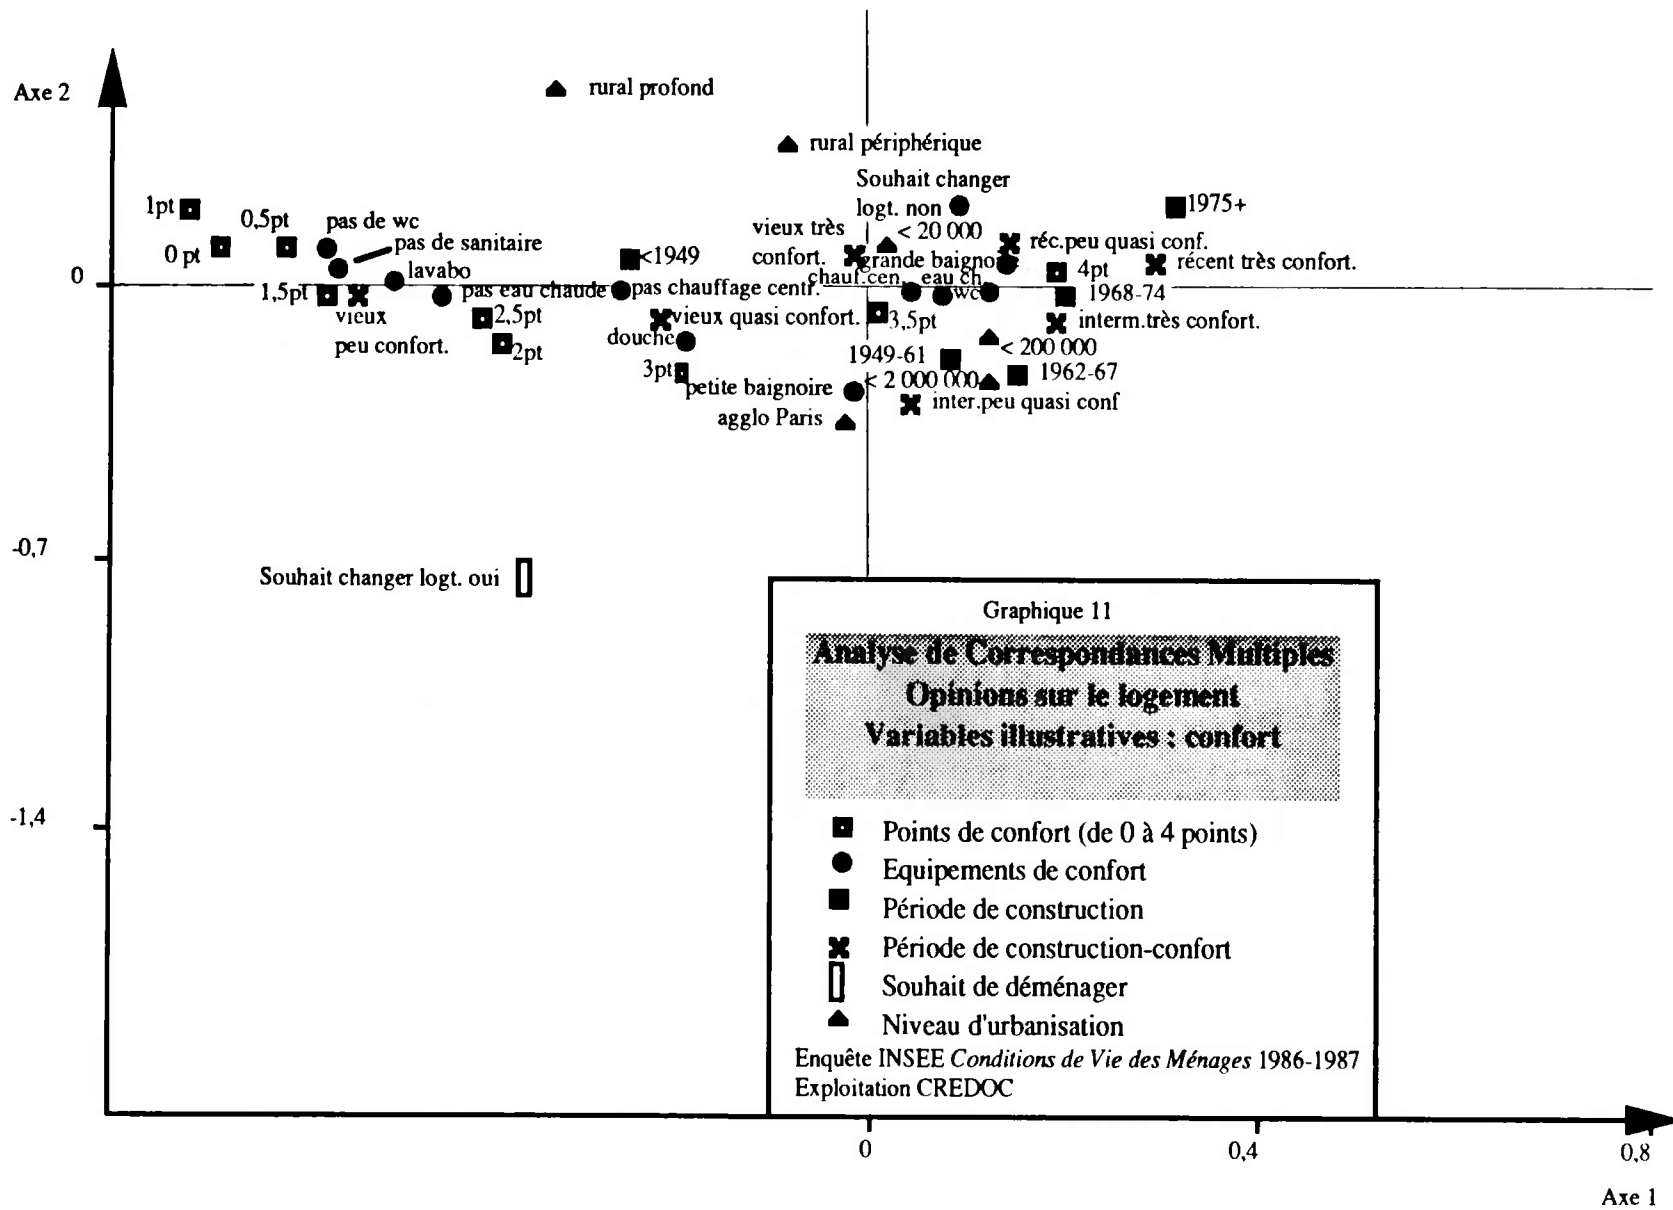 Axe 2
rural profond
rural périphérique
Souhait changer
logt. non
1975+
1pt
0,5pt
pas de wc
0 pt
pas de sanitaire
lavabo
<1949
vieux très
confort.
< 20 000
réc.peu quasi conf.
grande baignoire
4pt
récent très confort.
0
1,5pt
pas eau chaude
pas chauffage centr.
chauf.cen.
eau ch
wc
1968-74
vieux
peu confort.
2,5pt
2pt
vieux quasi confort.
3,5pt
interm.très confort.
douche
3pt
1949-61
< 200 000
petite baignoire
< 2 000 000
1962-67
agglo Paris
inter.peu quasi conf
-0,7
Souhait changer logt. oui
-1,4
Graphique 11
Analyse de Correspondances Multiples
Opinions sur le logement
Variables illustratives : confort
Points de confort (de 0 à 4 points)
Equipements de confort
Période de construction
Période de construction-confort
Souhait de déménager
Niveau d'urbanisation
Enquête INSEE Conditions de Vie des Ménages 1986-1987
Exploitation CREDOC
0
0,4
0,8
Axe 1